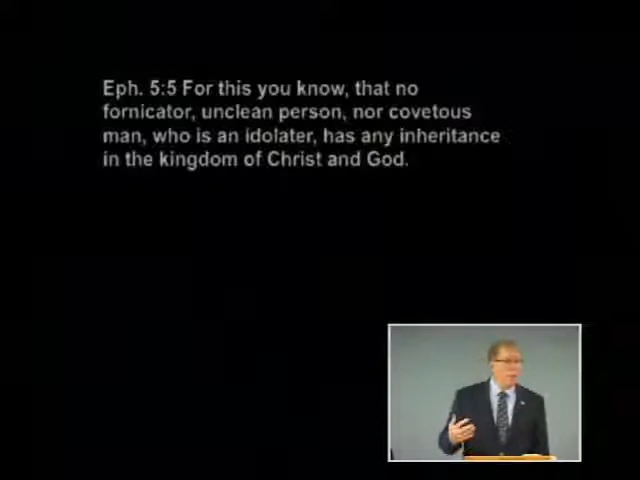 Eph. 5:5 For this you know, that no
fornicator, unclean person, nor covetous
man, who is an idolater, has any inheritance
in the kingdom of Christ and God.